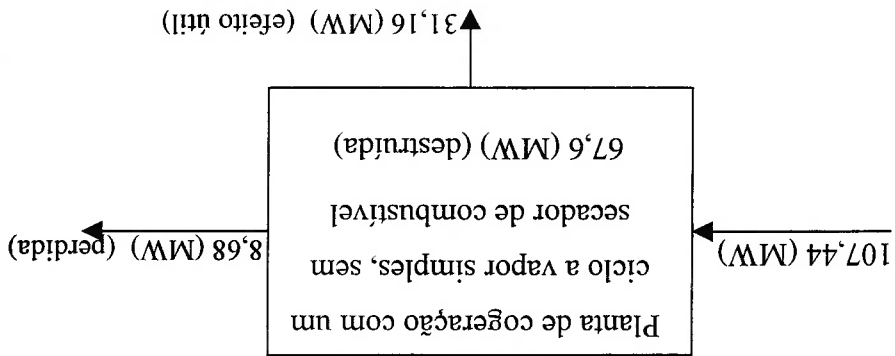 Planta de cogeração com um
ciclo a vapor simples, sem
secador de combustível
67,6 (MW) (destruída)
107,44 (MW)
8,68 (MW) (perdida)
31,16 (MW) (efeito útil)